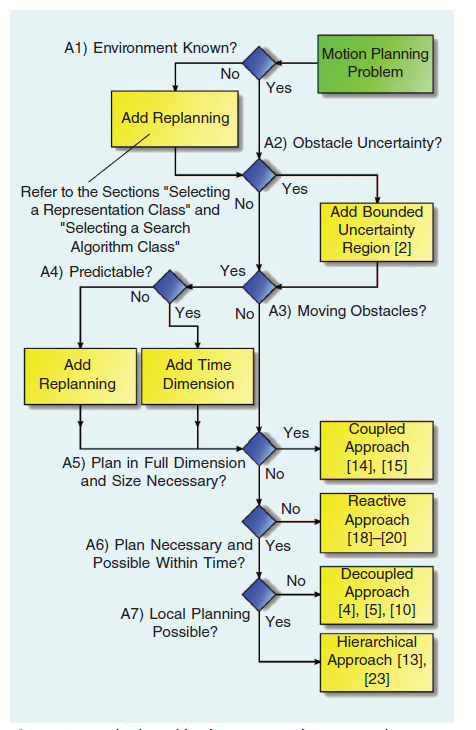 A1) Environment Known?
Motion Planning
Problem
No
Yes
Add Replanning
A2) Obstacle Uncertainty?
Refer to the Sections "Selecting
a Representation Class" and
"Selecting a Search
Algorithm Class"
Yes
No
Add Bounded
Uncertainty
Region [2]
A4) Predictable?
Yes
No
Yes
No
A3) Moving Obstacles?
Add
Replanning
Add Time
Dimension
A5) Plan in Full Dimension
and Size Necessary?
Yes
No
Coupled
Approach
[14], [15]
No
Reactive
Approach
[18]–[20]
A6) Plan Necessary and
Possible Within Time?
Yes
No
Decoupled
Approach
[4], [5], [10]
A7) Local Planning
Possible?
Yes
Hierarchical
Approach [13],
[23]